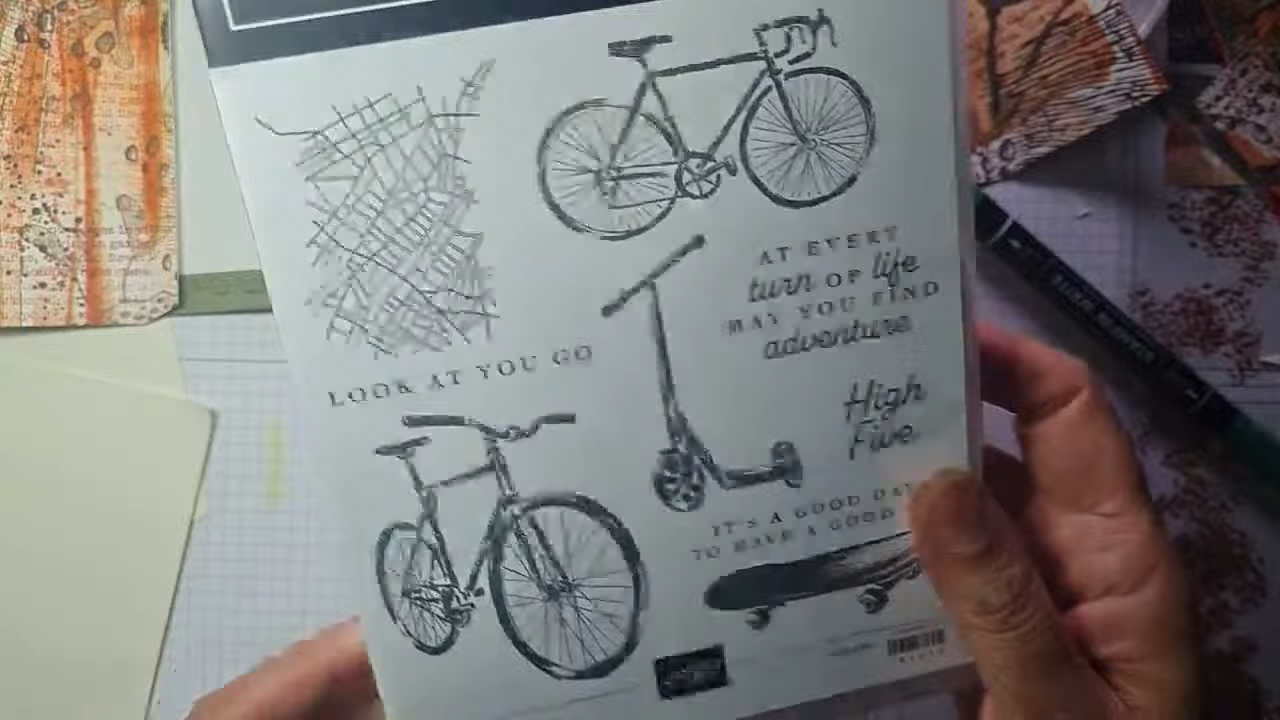 AT EVERY
turn OF life
MAY YOU FIND
adventure
LOOK AT YOU GO
High
Five
IT'S A GOOD DAY
TO HAVE A GOOD